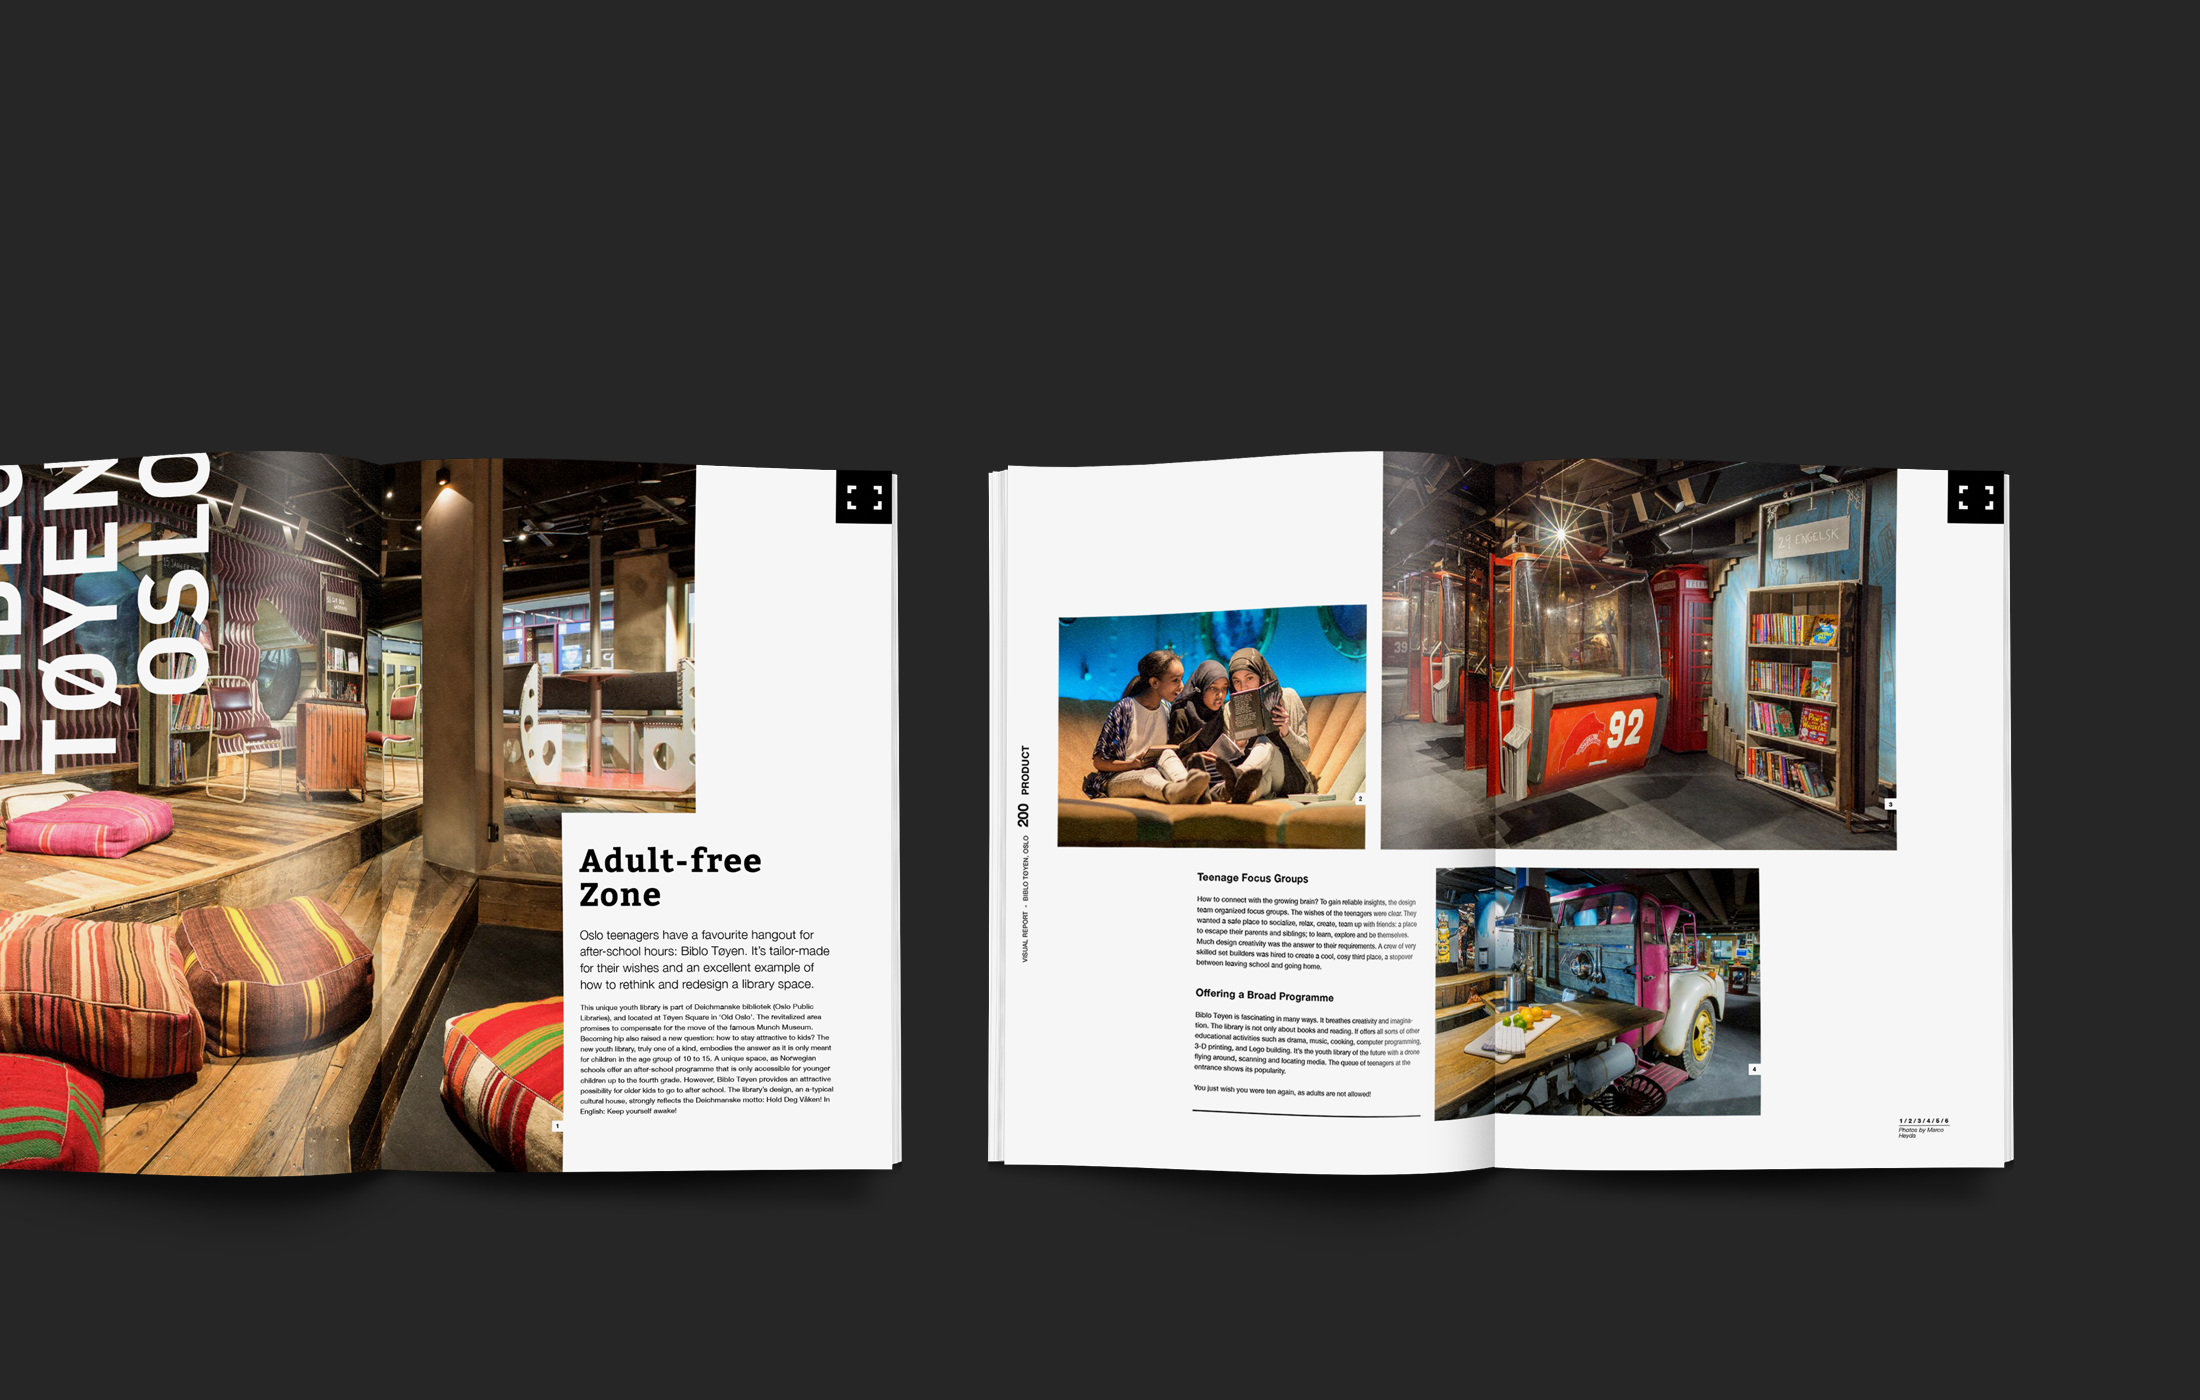 TØYEN
OSLO
Adult-free
Zone
Oslo teenagers have a favourite hangout for
after-school hours: Biblo Tøyen. It's tailor-made
for their wishes and an excellent example of
how to rethink and redesign a library space.
This unique youth library is part of Deichmanske bibliotek (Oslo Public
Libraries), and located at Tøyen Square in 'Old Oslo'. The revitalized area
promises to compensate for the move of the famous Munch Museum.
Becoming hip also raised a new question: how to stay attractive to kids? The
new youth library, truly one of a kind, embodies the answer as it is only meant
for children in the age group of 10 to 15. A unique space, as Norwegian
schools offer an after-school programme that is only accessible for younger
children up to the fourth grade. However, Biblo Tøyen provides an attractive
possibility for older kids to go to after school. The library's design, an a-typical
cultural house, strongly reflects the Deichmanske motto: Hold Deg Våken! In
English: Keep yourself awake!
1
VISUAL REPORT - BIBLO TØYEN, OSLO 200 PRODUCT
2
39
92
29 ENGELSK
3
Teenage Focus Groups
How to connect with the growing brain? To gain reliable insights, the design
team organized focus groups. The wishes of the teenagers were clear. They
wanted a safe place to socialize, relax, create, team up with friends: a place
to escape their parents and siblings; to learn, explore and be themselves.
Much design creativity was the answer to their requirements. A crew of very
skilled set builders was hired to create a cool, cosy third place, a stopover
between leaving school and going home.
Offering a Broad Programme
Biblo Tøyen is fascinating in many ways. It breathes creativity and imagina-
tion. The library is not only about books and reading. If offers all sorts of other
educational activities such as drama, music, cooking, computer programming,
3-D printing, and Lego building. It's the youth library of the future with a drone
flying around, scanning and locating media. The queue of teenagers at the
entrance shows its popularity.
You just wish you were ten again, as adults are not allowed!
4
1/2/3/4/5/6
Photos by Marco
Heyda